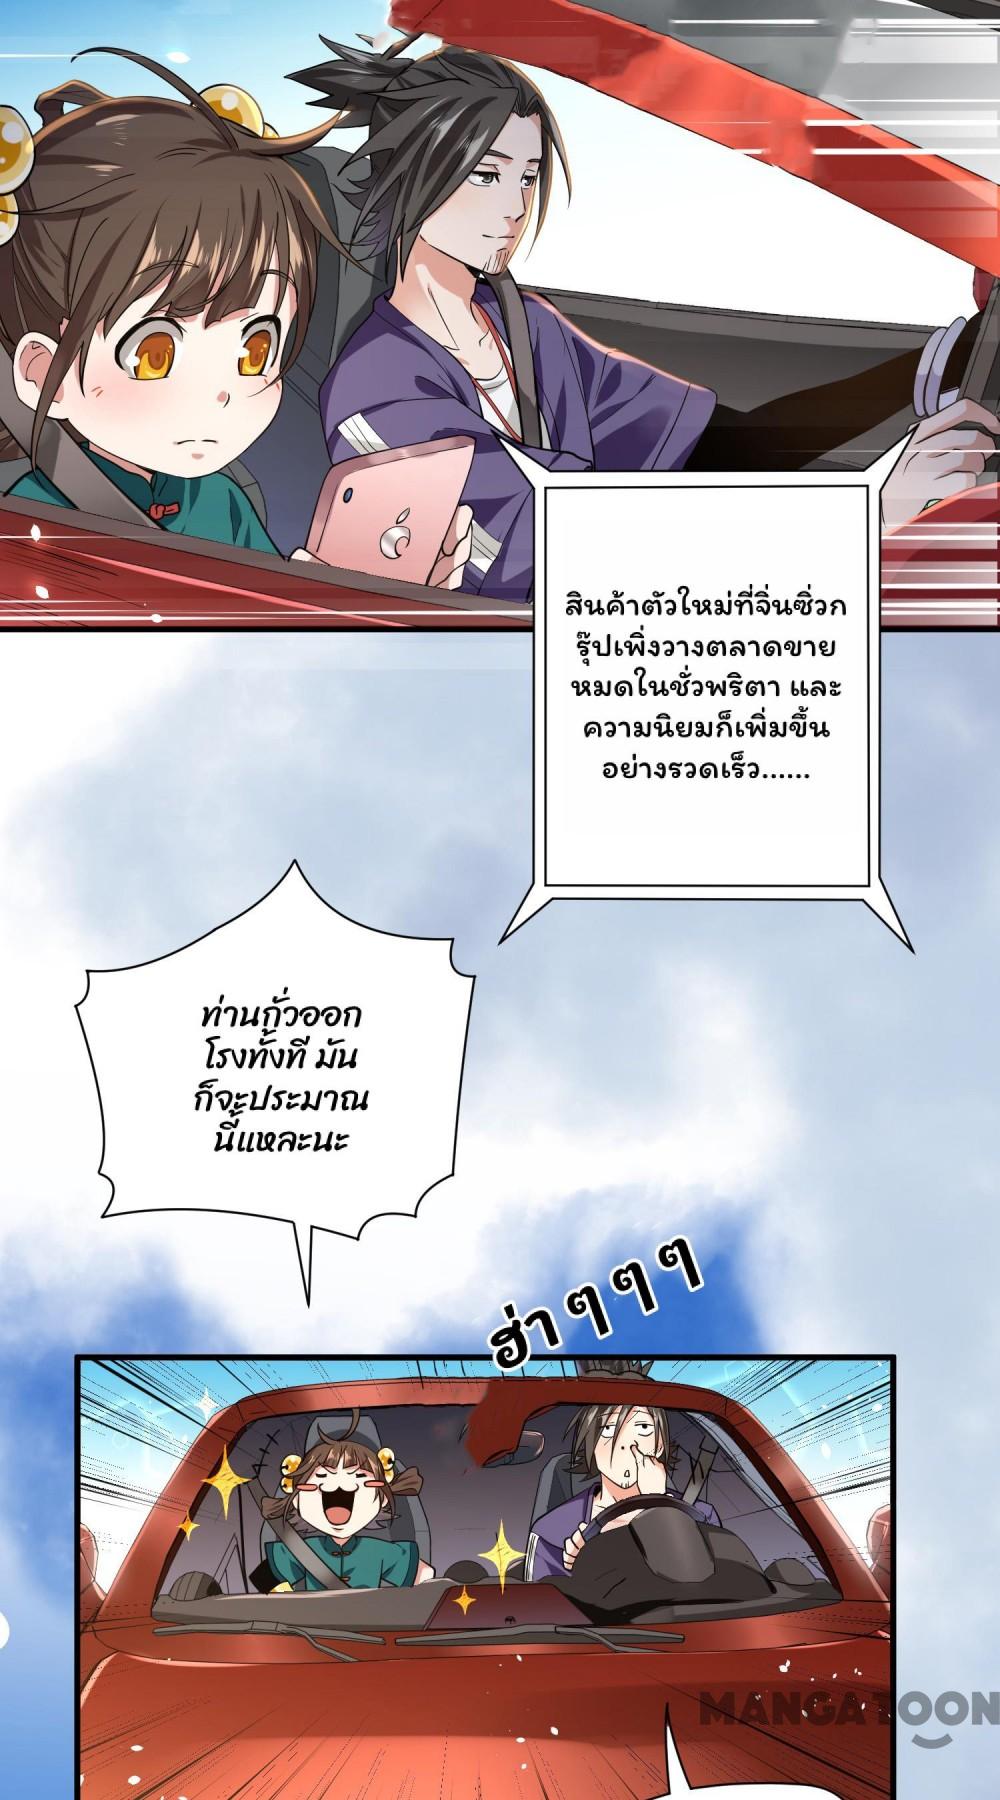 สินค้าตัวใหม่ที่จิ่นซิ่วก
รุ๊ปเพิ่งวางตลาดขาย
หมดในชั่วพริตา และ
ความนิยมก็เพิ่มขึ้น
อย่างรวดเร็ว......
ท่านกั่วออก
โรงทั้งที มัน
ก็จะประมาณ
นี้แหละนะ
ฮ่า ๆ ๆ ๆ
MANGATOON